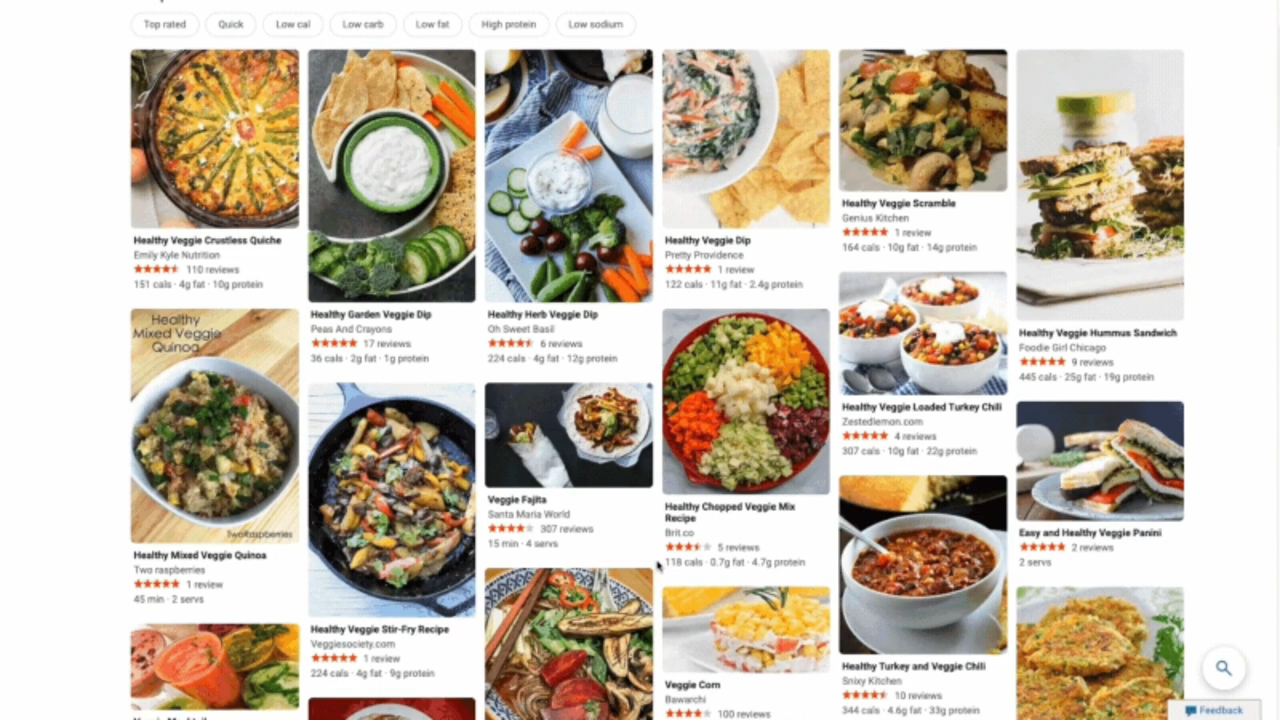 Top rated
Quick
Low cal
Low carb
Low fat
High protein
Low sodium
Healthy Veggie Crustless Quiche
Emily Kyle Nutrition
110 reviews
151 cals · 4g fat · 10g protein
Healthy
Mixed Veggie
Quinoa
TwoRaspberries
Healthy Mixed Veggie Quinoa
Two raspberries
1 review
45 min · 2 servs
Healthy Garden Veggie Dip
Peas And Crayons
17 reviews
36 cals · 2g fat · 1g protein
Healthy Veggie Stir-Fry Recipe
Veggiesociety.com
1 review
224 cals · 4g fat · 9g protein
Healthy Herb Veggie Dip
Oh Sweet Basil
6 reviews
224 cals · 4g fat · 12g protein
Veggie Fajita
Santa Maria World
307 reviews
15 min · 4 servs
Healthy Veggie Dip
Pretty Providence
1 review
122 cals · 11g fat · 2.4g protein
Healthy Chopped Veggie Mix
Recipe
Brit.co
5 reviews
118 cals · 0.7g fat · 4.7g protein
Veggie Corn
Bawarchi
100 reviews
Healthy Veggie Scramble
Genius Kitchen
1 review
164 cals · 10g fat · 14g protein
Healthy Veggie Loaded Turkey Chili
Zestedlemon.com
4 reviews
307 cals · 10g fat · 22g protein
Healthy Turkey and Veggie Chili
Snixy Kitchen
10 reviews
344 cals · 4.6g fat · 33g protein
Healthy Veggie Hummus Sandwich
Foodie Girl Chicago
9 reviews
445 cals · 25g fat · 19g protein
Easy and Healthy Veggie Panini
2 reviews
2 servs
Feedback